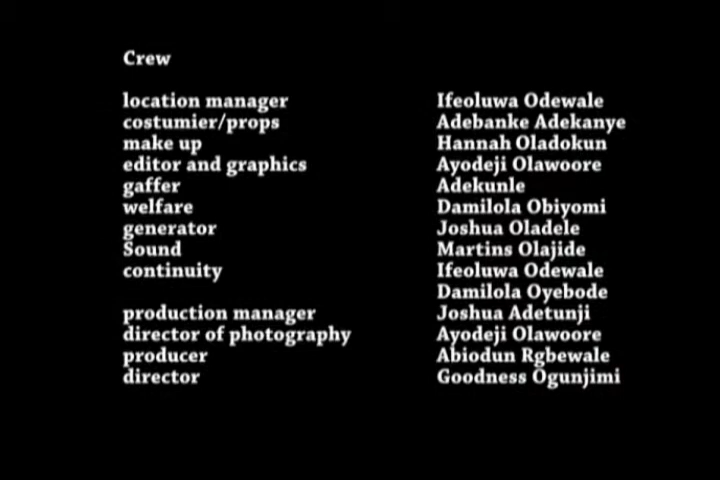 Crew
location manager Ifeoluwa Odewale
costumier/props Adebanke Adekanye
make up Hannah Oladokun
editor and graphics Ayodeji Olawoore
gaffer Adekunle
welfare Damilola Obiyomi
generator Joshua Oladele
Sound Martins Olajide
continuity Ifeoluwa Odewale
Damilola Oyebode
production manager Joshua Adetunji
director of photography Ayodeji Olawoore
producer Abiodun Rgbewale
director Goodness Ogunjimi